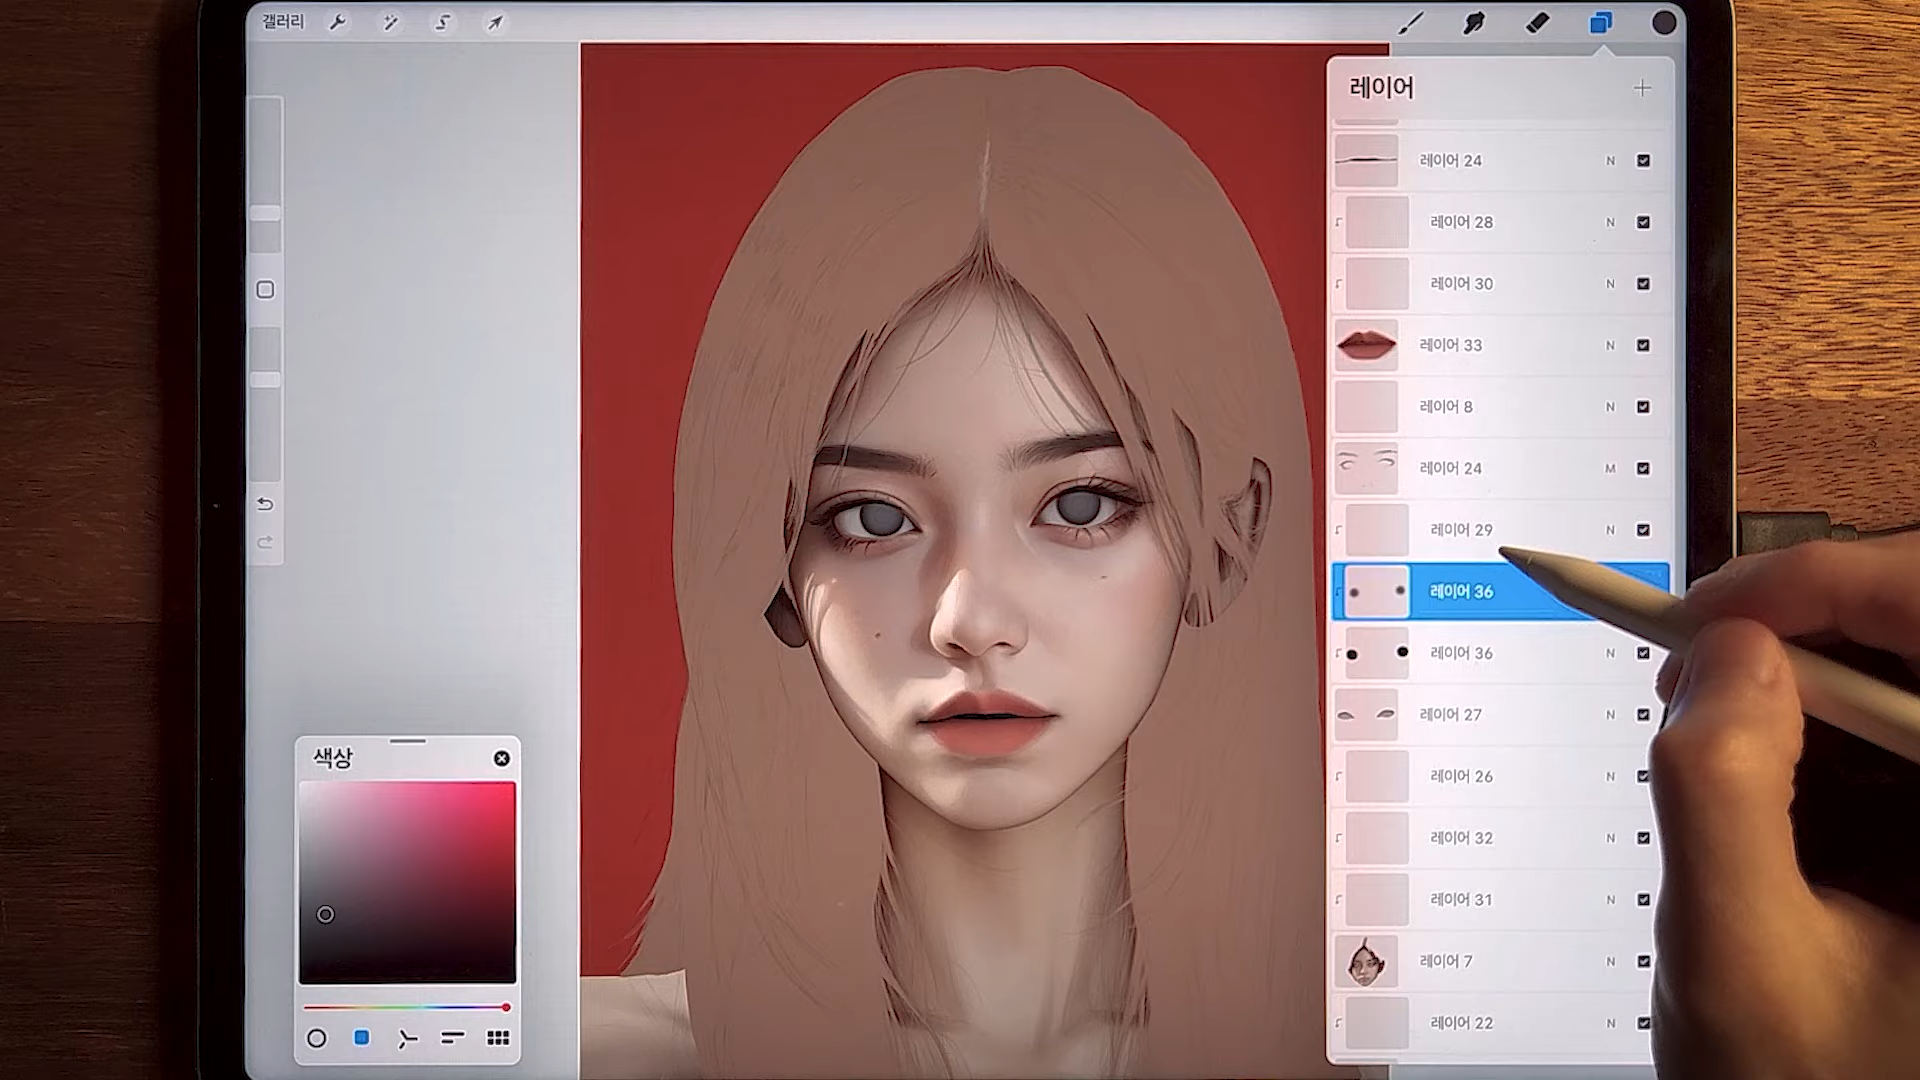 갤러리
레이어
레이어 24 N
레이어 28 N
레이어 30 N
레이어 33 N
레이어 8 N
레이어 24 M
레이어 29 N
레이어 36
레이어 36 N
레이어 27 N
레이어 26 N
레이어 32 N
레이어 31 N
레이어 7 N
레이어 22 N
색상